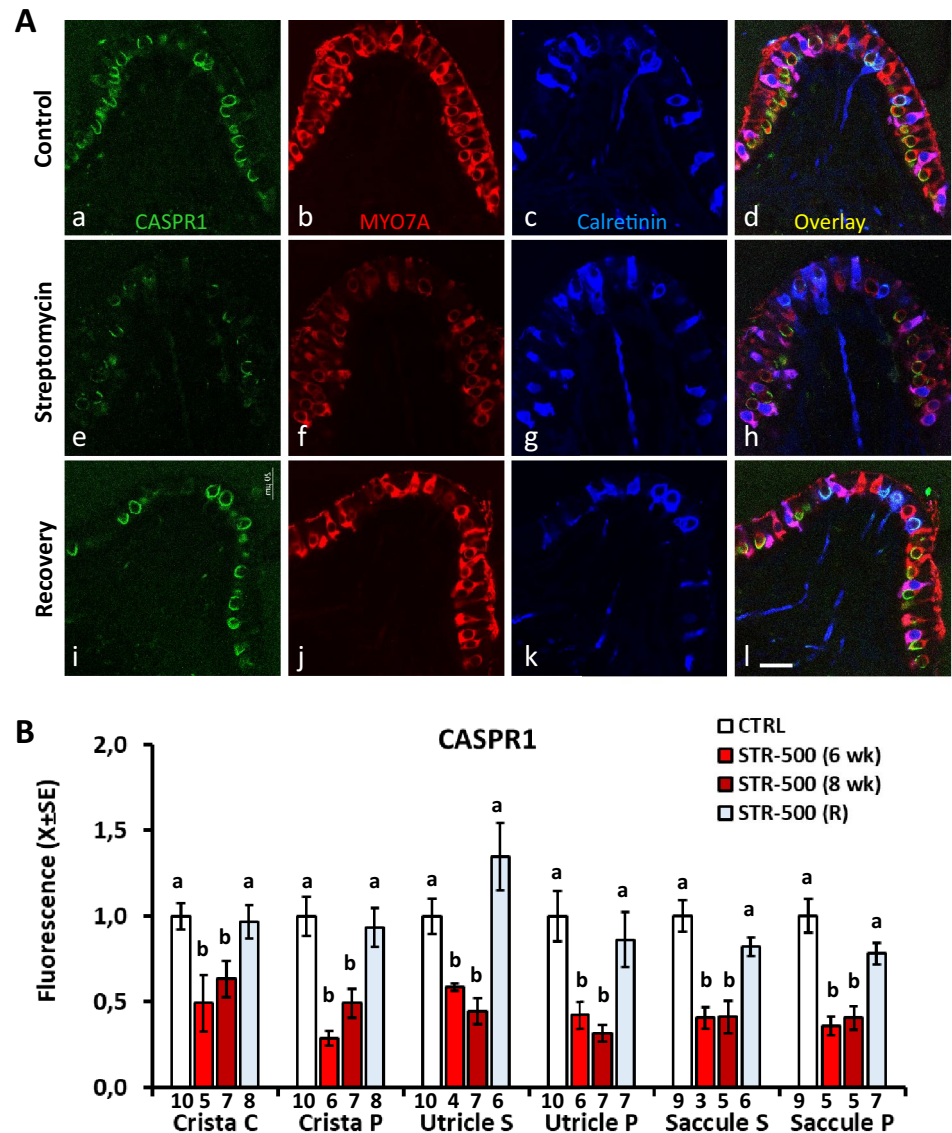 A
Control
a
CASPR1
b
MYO7A
c
Calretinin
d
Overlay
Streptomycin
e
f
g
h
Recovery
50 µm
i
j
k
l
B
CASPR1
CTRL
STR-500 (6 wk)
STR-500 (8 wk)
STR-500 (R)
Fluorescence (X±SE)
2,0
1,5
1,0
0,5
0,0
a b b a
a b b a
a b b a
a b b a
a b b a
a b b a
10 5 7 8 10 6 7 8 10 4 7 6 10 6 7 7 9 3 5 6 9 5 5 7
Crista C Crista P Utricle S Utricle P Saccule S Saccule P